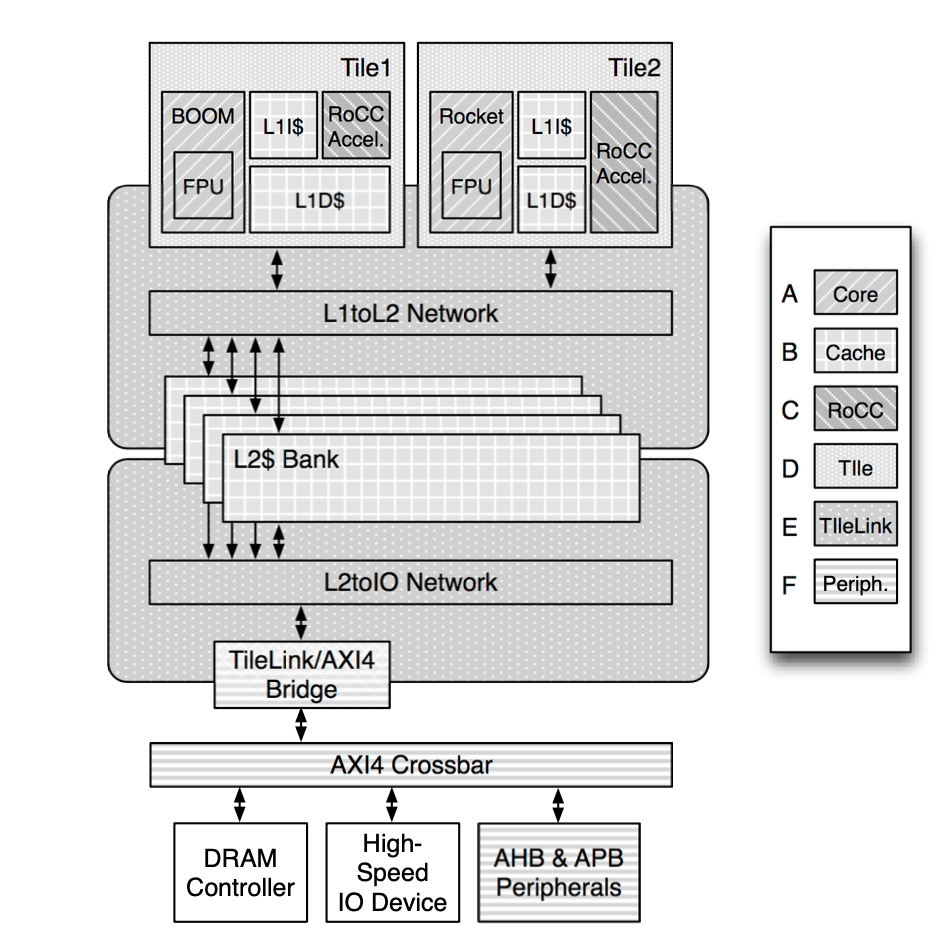 Tile1
Tile2
BOOM
L1I$
RoCC
Accel.
FPU
L1D$
Rocket
L1I$
RoCC
Accel.
FPU
L1D$
L1toL2 Network
L2$ Bank
L2toIO Network
TileLink/AXI4
Bridge
AXI4 Crossbar
DRAM
Controller
High-
Speed
IO Device
AHB & APB
Peripherals
A Core
B Cache
C RoCC
D TIle
E TIleLink
F Periph.